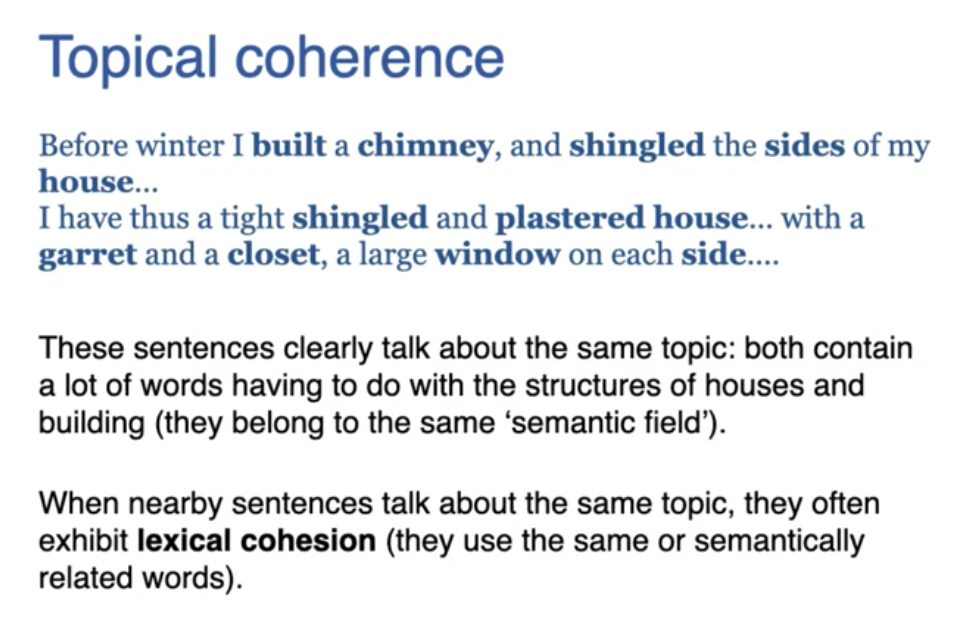 Topical coherence
Before winter I built a chimney, and shingled the sides of my
house...
I have thus a tight shingled and plastered house... with a
garret and a closet, a large window on each side....
These sentences clearly talk about the same topic: both contain
a lot of words having to do with the structures of houses and
building (they belong to the same ‘semantic field’).
When nearby sentences talk about the same topic, they often
exhibit lexical cohesion (they use the same or semantically
related words).